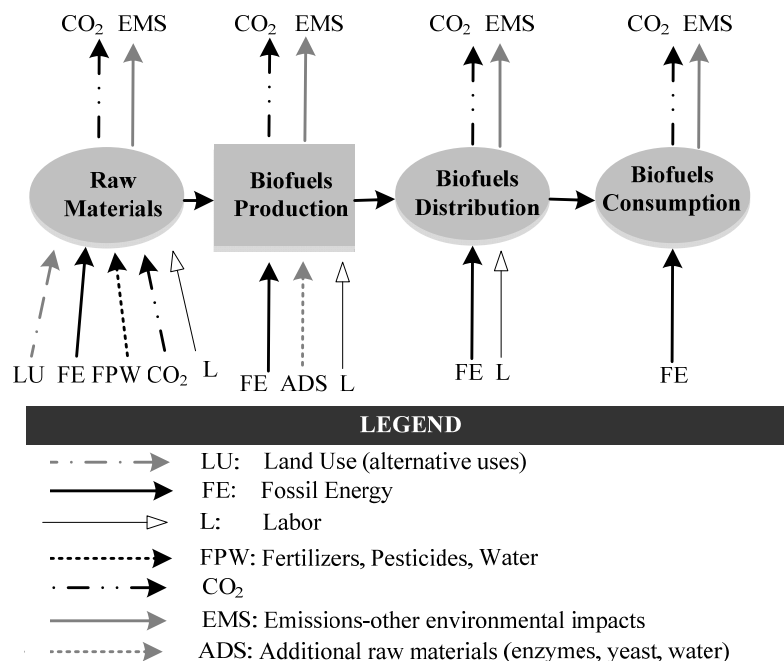 CO₂ EMS CO₂ EMS CO₂ EMS CO₂ EMS
Raw
Materials
Biofuels
Production
Biofuels
Distribution
Biofuels
Consumption
LU FE FPW CO₂ L
FE ADS L
FE L
FE
LEGEND
LU: Land Use (alternative uses)
FE: Fossil Energy
L: Labor
FPW: Fertilizers, Pesticides, Water
CO₂
EMS: Emissions-other environmental impacts
ADS: Additional raw materials (enzymes, yeast, water)